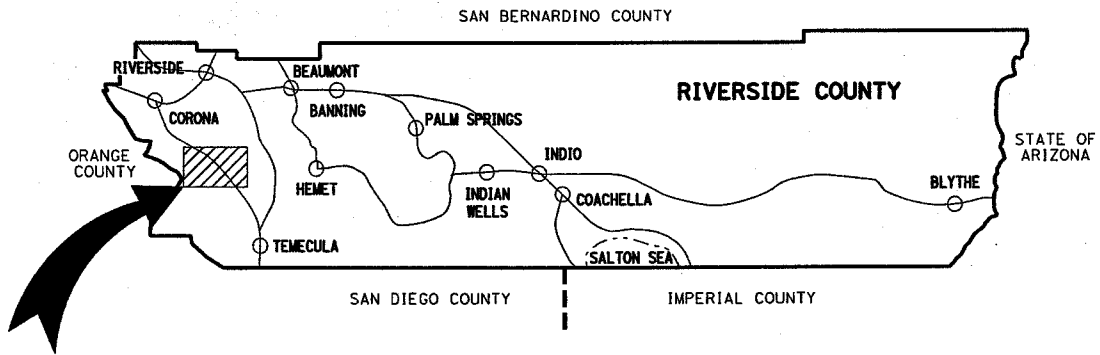 SAN BERNARDINO COUNTY
RIVERSIDE
BEAUMONT
BANNING
CORONA
PALM SPRINGS
RIVERSIDE COUNTY
ORANGE
COUNTY
STATE OF
ARIZONA
INDIO
HEMET
INDIAN
WELLS
COACHELLA
BLYTHE
TEMECULA
SALTON SEA
SAN DIEGO COUNTY
IMPERIAL COUNTY